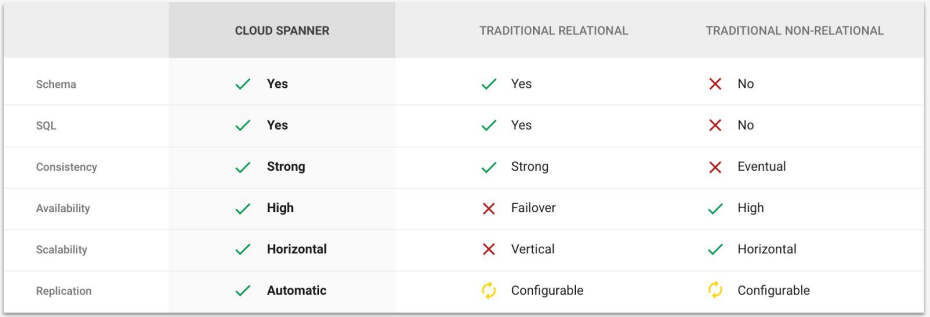 CLOUD SPANNER TRADITIONAL RELATIONAL TRADITIONAL NON-RELATIONAL
Schema Yes Yes No
SQL Yes Yes No
Consistency Strong Strong Eventual
Availability High Failover High
Scalability Horizontal Vertical Horizontal
Replication Automatic Configurable Configurable